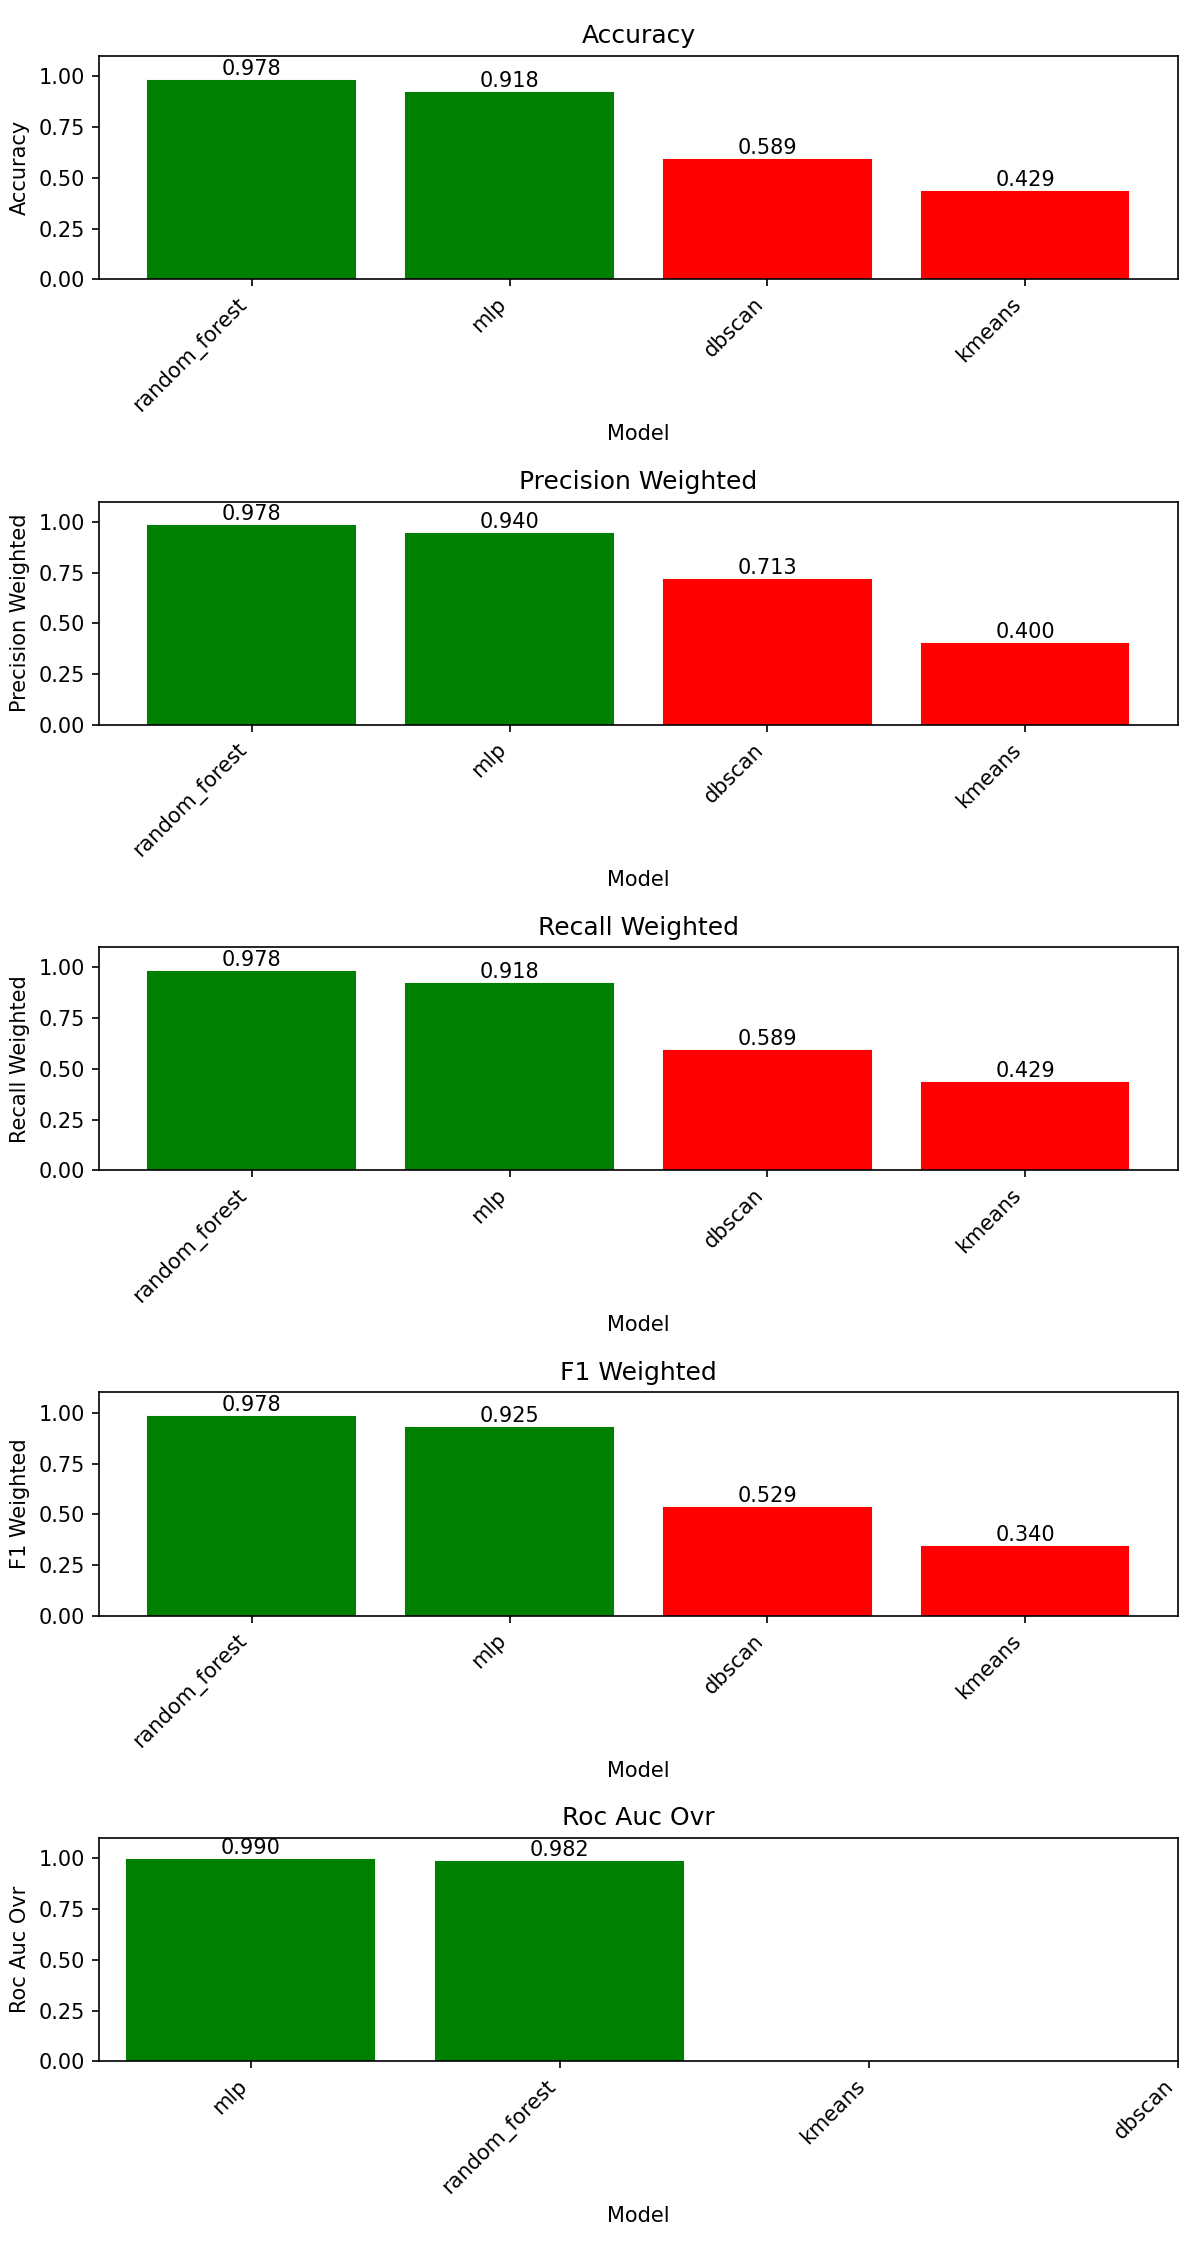 Accuracy
Accuracy
1.00
0.75
0.50
0.25
0.00
0.978
0.918
0.589
0.429
random_forest
mlp
dbscan
kmeans
Model
Precision Weighted
Precision Weighted
1.00
0.75
0.50
0.25
0.00
0.978
0.940
0.713
0.400
random_forest
mlp
dbscan
kmeans
Model
Recall Weighted
Recall Weighted
1.00
0.75
0.50
0.25
0.00
0.978
0.918
0.589
0.429
random_forest
mlp
dbscan
kmeans
Model
F1 Weighted
F1 Weighted
1.00
0.75
0.50
0.25
0.00
0.978
0.925
0.529
0.340
random_forest
mlp
dbscan
kmeans
Model
Roc Auc Ovr
Roc Auc Ovr
1.00
0.75
0.50
0.25
0.00
0.990
0.982
mlp
random_forest
kmeans
dbscan
Model